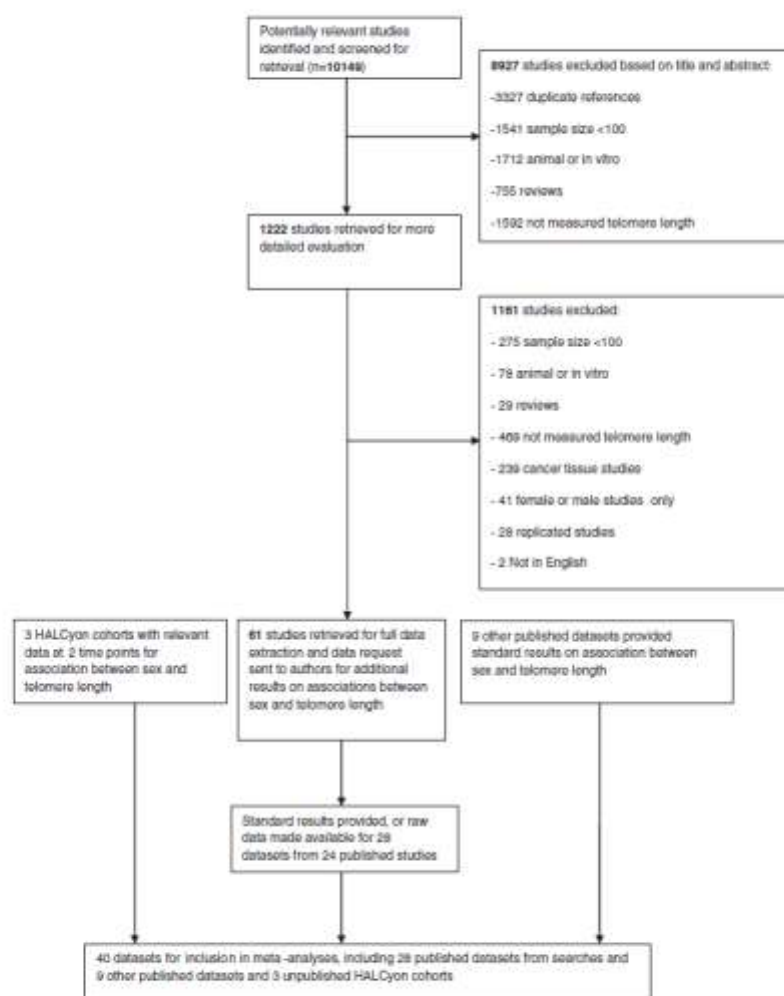 Potentially relevant studies
identified and screened for
retrieval (n=10149)
8927 studies excluded based on title and abstract:
-3327 duplicate references
-1541 sample size <100
-1712 animal or in vitro
-755 reviews
-1592 not measured telomere length
1222 studies retrieved for more
detailed evaluation
1161 studies excluded:
- 275 sample size <100
- 78 animal or in vitro
- 29 reviews
- 469 not measured telomere length
- 239 cancer tissue studies
- 41 female or male studies only
- 28 replicated studies
- 2 Not in English
3 HALCyon cohorts with relevant
data at 2 time points for
association between sex and
telomere length
61 studies retrieved for full data
extraction and data request
sent to authors for additional
results on associations between
sex and telomere length
9 other published datasets provided
standard results on association between
sex and telomere length
Standard results provided, or raw
data made available for 28
datasets from 24 published studies
40 datasets for inclusion in meta -analyses, including 28 published datasets from searches and
9 other published datasets and 3 unpublished HALCyon cohorts